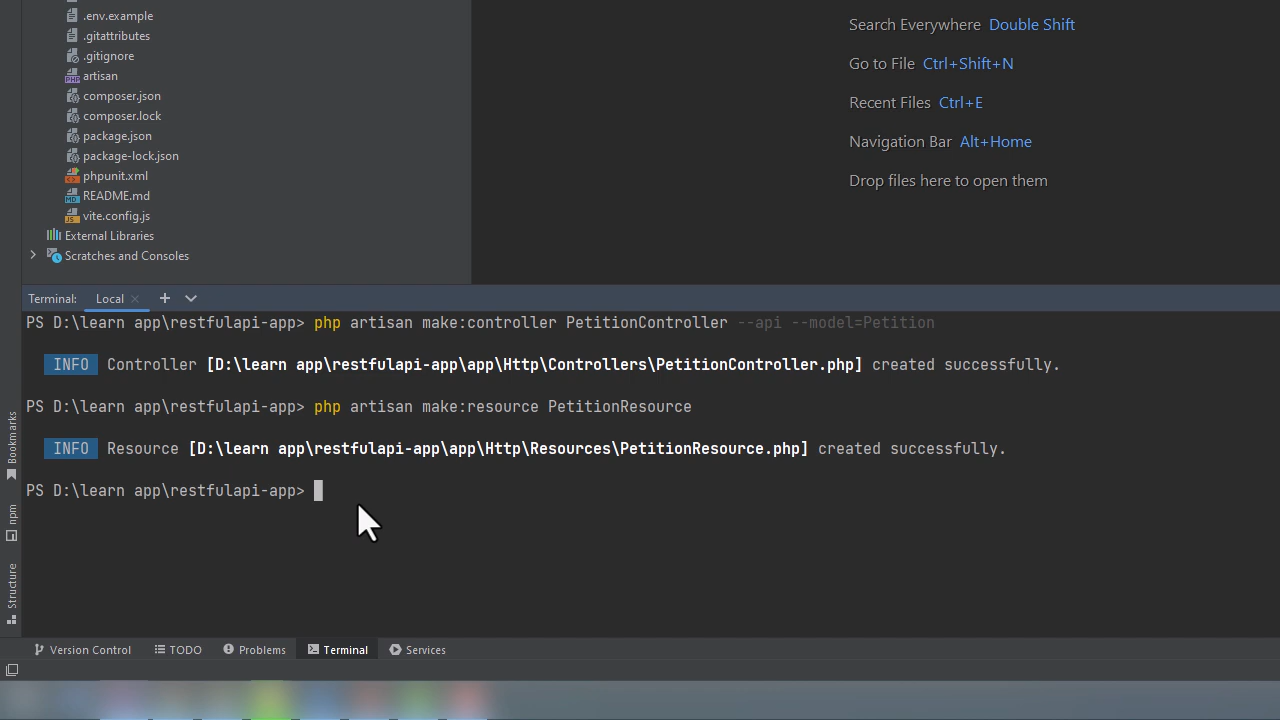 .env.example
.gitattributes
.gitignore
artisan
composer.json
composer.lock
package.json
package-lock.json
phpunit.xml
README.md
vite.config.js
External Libraries
Scratches and Consoles
Search Everywhere Double Shift
Go to File Ctrl+Shift+N
Recent Files Ctrl+E
Navigation Bar Alt+Home
Drop files here to open them
Terminal: Local
PS D:\learn app\restfulapi-app> php artisan make:controller PetitionController --api --model=Petition
INFO Controller [D:\learn app\restfulapi-app\app\Http\Controllers\PetitionController.php] created successfully.
PS D:\learn app\restfulapi-app> php artisan make:resource PetitionResource
INFO Resource [D:\learn app\restfulapi-app\app\Http\Resources\PetitionResource.php] created successfully.
PS D:\learn app\restfulapi-app>
Bookmarks
npm
Structure
Version Control TODO Problems Terminal Services